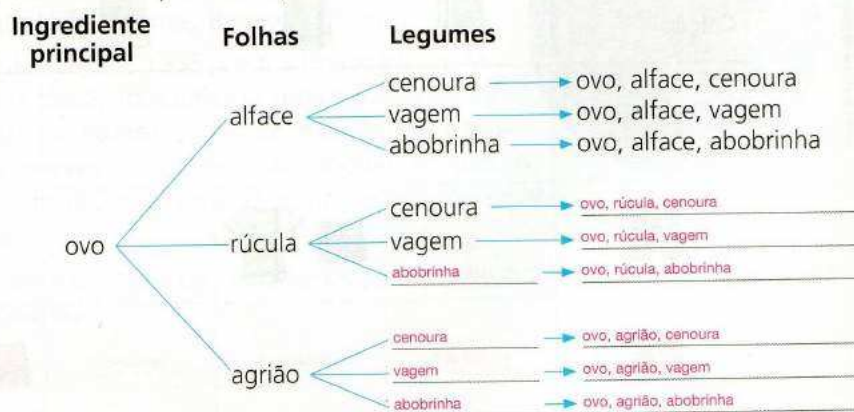 Ingrediente principal
Folhas
Legumes
ovo
alface
cenoura
ovo, alface, cenoura
vagem
ovo, alface, vagem
abobrinha
ovo, alface, abobrinha
rúcula
cenoura
ovo, rúcula, cenoura
vagem
ovo, rúcula, vagem
abobrinha
ovo, rúcula, abobrinha
agrião
cenoura
ovo, agrião, cenoura
vagem
ovo, agrião, vagem
abobrinha
ovo, agrião, abobrinha